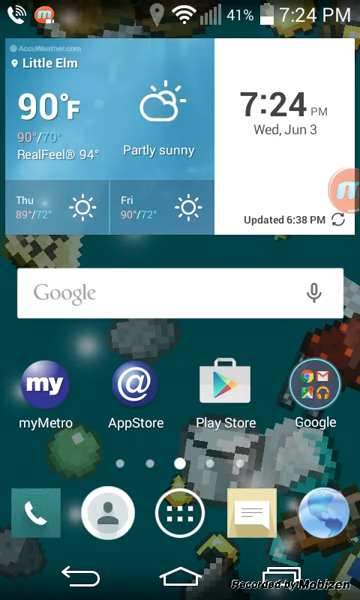 41% 7:24 PM
AccuWeather.com
Little Elm
90°F
90°/70°
RealFeel® 94°
Partly sunny
Thu
89°/72°
Fri
90°/72°
7:24 PM
Wed, Jun 3
Updated 6:38 PM
m
Google
my
@
myMetro
AppStore
Play Store
Google
Recorded by Mobizen